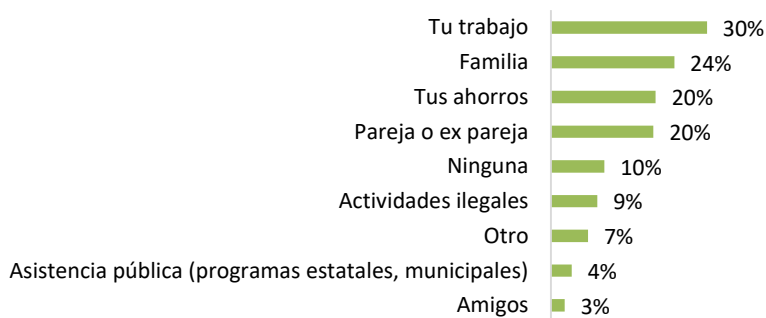 Tu trabajo 30%
Familia 24%
Tus ahorros 20%
Pareja o ex pareja 20%
Ninguna 10%
Actividades ilegales 9%
Otro 7%
Asistencia pública (programas estatales, municipales) 4%
Amigos 3%